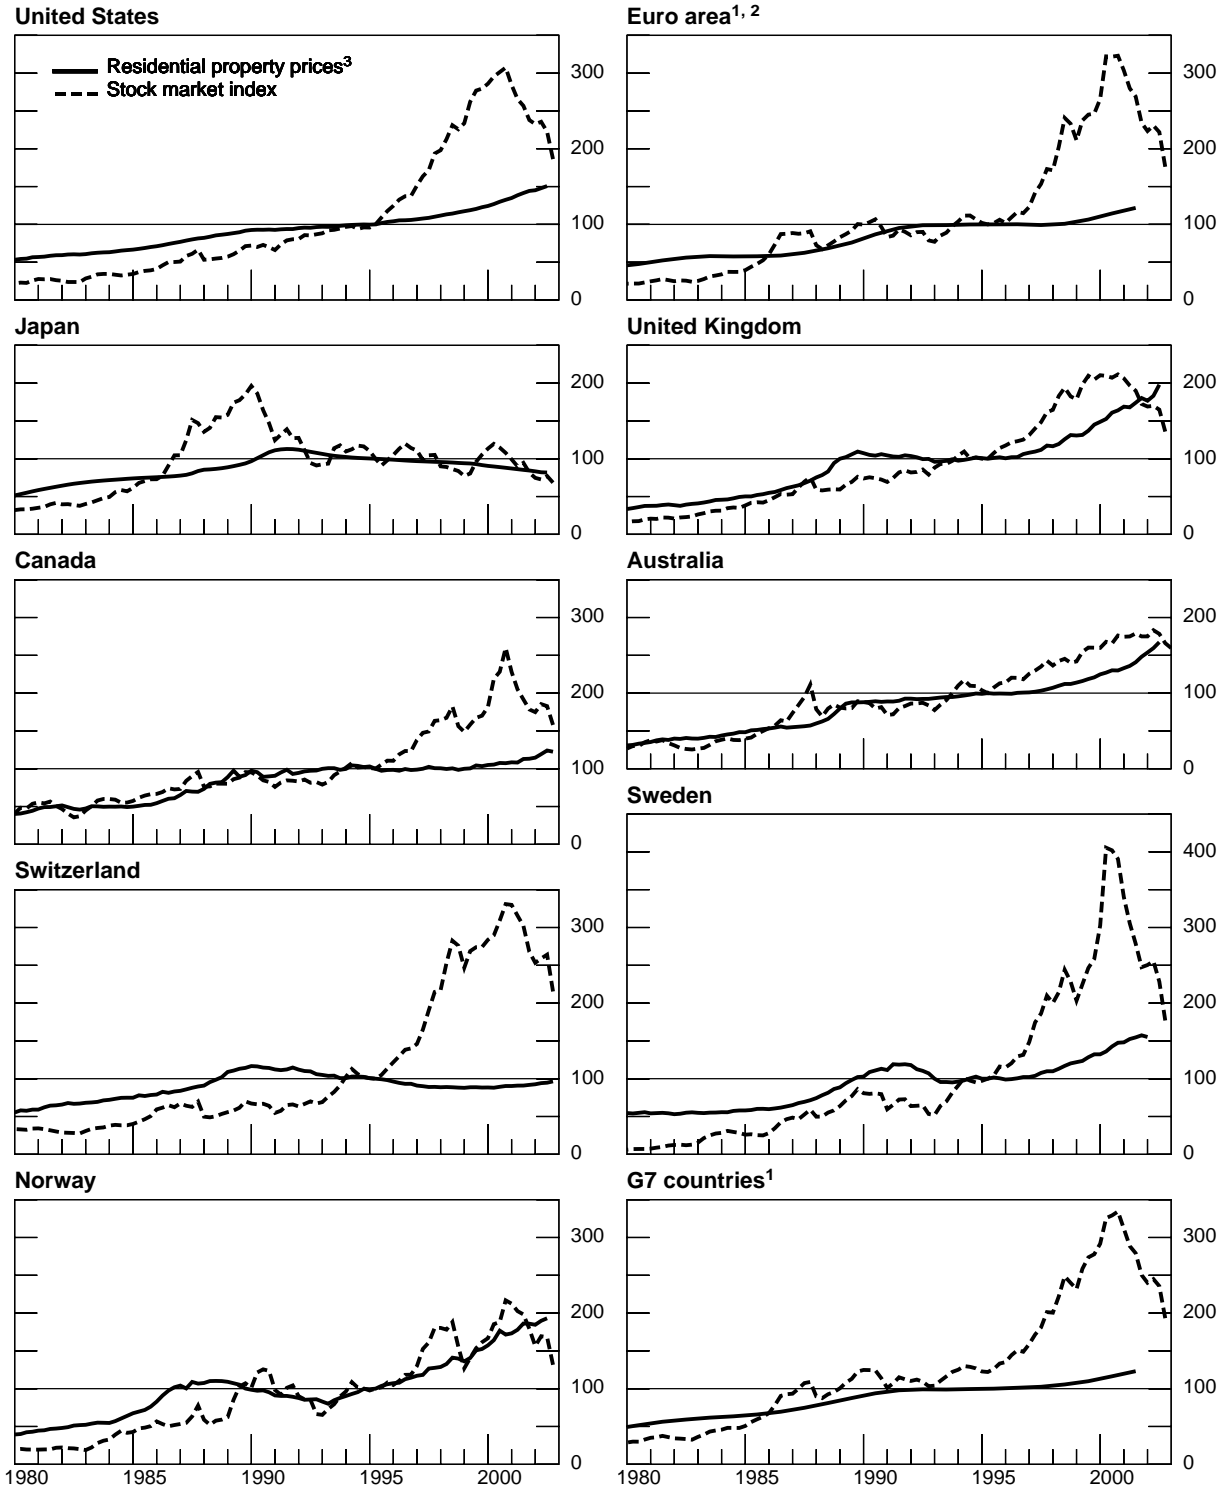 United States
Residential property prices³
Stock market index
300
200
100
0
Euro area¹, ²
300
200
100
0
Japan
200
100
0
United Kingdom
200
100
0
Canada
300
200
100
0
Australia
200
100
0
Switzerland
300
200
100
0
Sweden
400
300
200
100
0
Norway
300
200
100
0
1980 1985 1990 1995 2000
G7 countries¹
300
200
100
0
1980 1985 1990 1995 2000